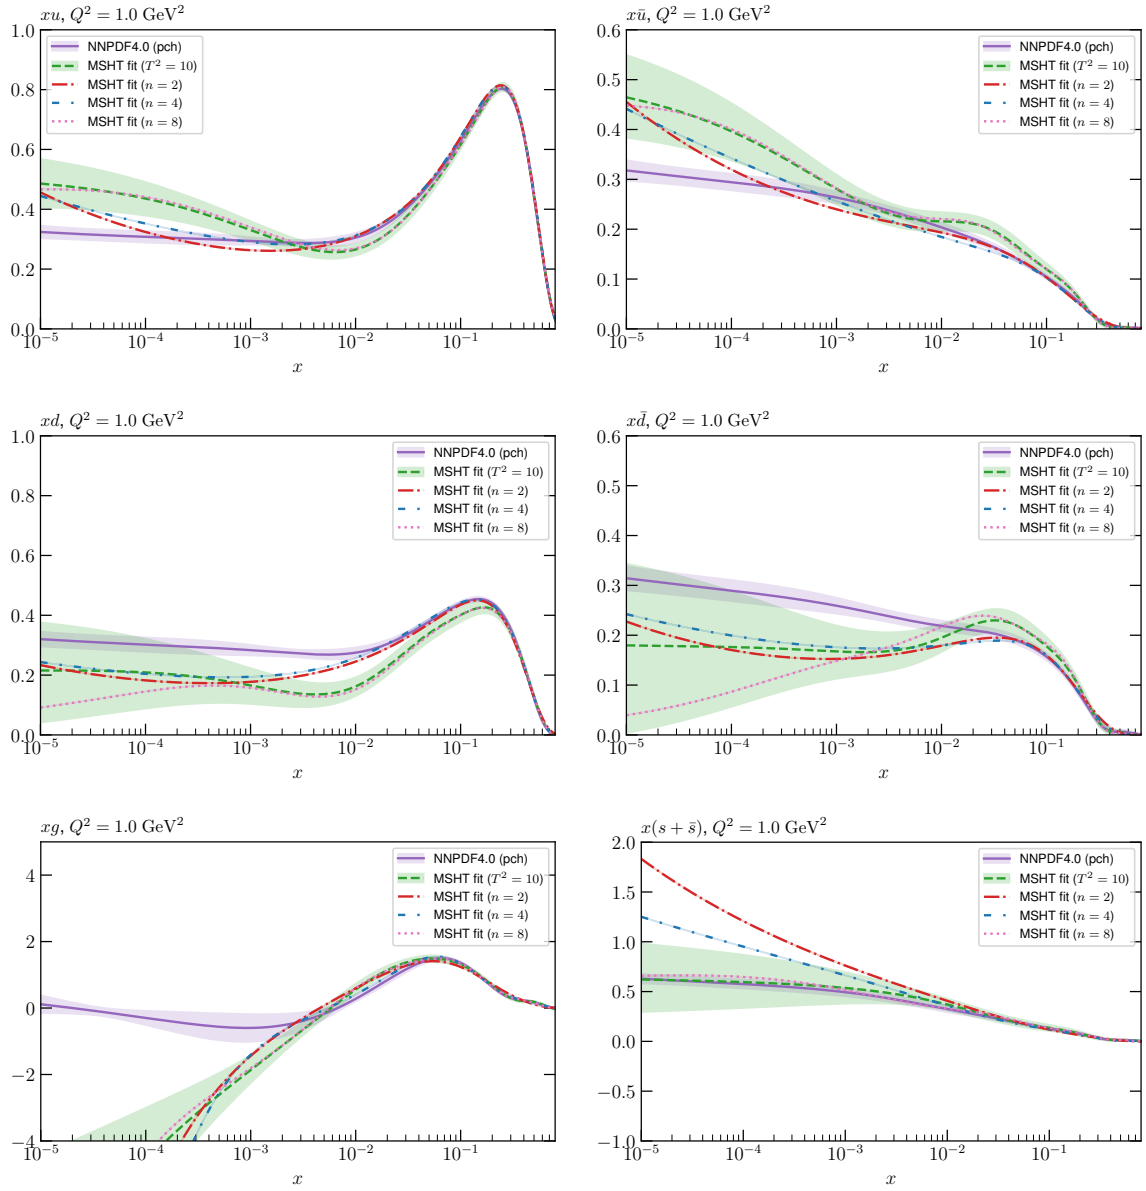 xu, Q² = 1.0 GeV²
NNPDF4.0 (pch)
MSHT fit (T² = 10)
MSHT fit (n = 2)
MSHT fit (n = 4)
MSHT fit (n = 8)
1.0
0.8
0.6
0.4
0.2
0.0
10⁻⁵ 10⁻⁴ 10⁻³ 10⁻² 10⁻¹
x
xū, Q² = 1.0 GeV²
NNPDF4.0 (pch)
MSHT fit (T² = 10)
MSHT fit (n = 2)
MSHT fit (n = 4)
MSHT fit (n = 8)
0.6
0.5
0.4
0.3
0.2
0.1
0.0
10⁻⁵ 10⁻⁴ 10⁻³ 10⁻² 10⁻¹
x
xd, Q² = 1.0 GeV²
NNPDF4.0 (pch)
MSHT fit (T² = 10)
MSHT fit (n = 2)
MSHT fit (n = 4)
MSHT fit (n = 8)
1.0
0.8
0.6
0.4
0.2
0.0
10⁻⁵ 10⁻⁴ 10⁻³ 10⁻² 10⁻¹
x
xd̄, Q² = 1.0 GeV²
NNPDF4.0 (pch)
MSHT fit (T² = 10)
MSHT fit (n = 2)
MSHT fit (n = 4)
MSHT fit (n = 8)
0.6
0.5
0.4
0.3
0.2
0.1
0.0
10⁻⁵ 10⁻⁴ 10⁻³ 10⁻² 10⁻¹
x
xg, Q² = 1.0 GeV²
NNPDF4.0 (pch)
MSHT fit (T² = 10)
MSHT fit (n = 2)
MSHT fit (n = 4)
MSHT fit (n = 8)
4
2
0
−2
−4
10⁻⁵ 10⁻⁴ 10⁻³ 10⁻² 10⁻¹
x
x(s + s̄), Q² = 1.0 GeV²
NNPDF4.0 (pch)
MSHT fit (T² = 10)
MSHT fit (n = 2)
MSHT fit (n = 4)
MSHT fit (n = 8)
2.0
1.5
1.0
0.5
0.0
−0.5
−1.0
10⁻⁵ 10⁻⁴ 10⁻³ 10⁻² 10⁻¹
x